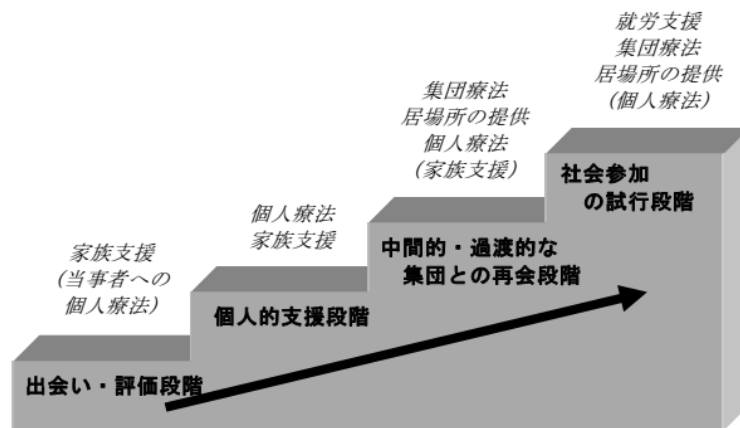 就労支援
集団療法
居場所の提供
(個人療法)
集団療法
居場所の提供
個人療法
(家族支援)
個人療法
家族支援
家族支援
(当事者への
個人療法)
社会参加
の試行段階
中間的・過渡的な
集団との再会段階
個人的支援段階
出会い・評価段階